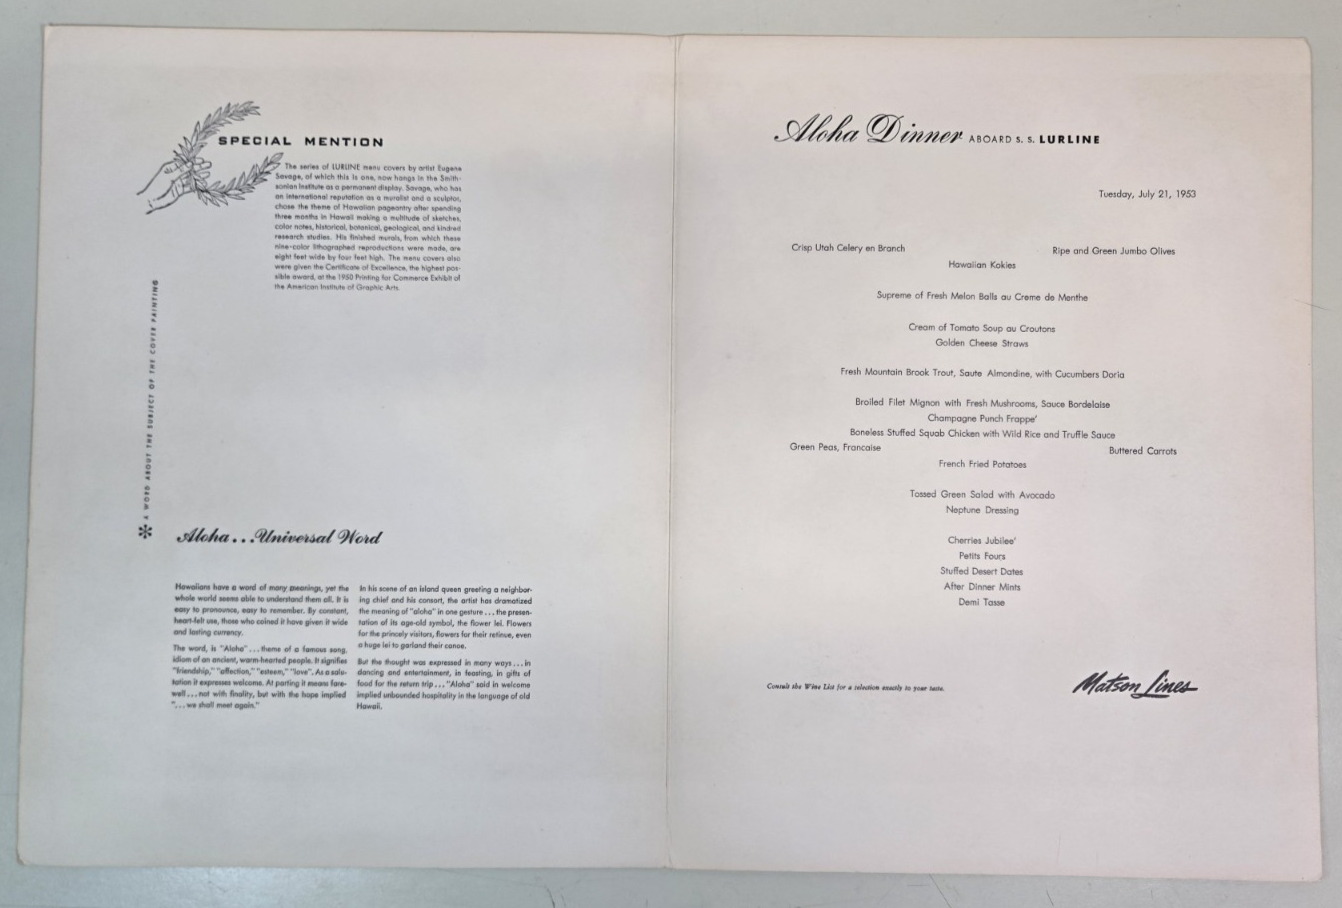 SPECIAL MENTION
The series of LURLINE menu covers by artist Eugene
Savage, of which this is one, now hangs in the Smith-
sonian Institute as a permanent display. Savage, who has
an international reputation as a muralist and a sculptor,
chose the theme of Hawaiian pageantry after spending
three months in Hawaii making a multitude of sketches,
color notes, historical, botanical, geological, and kindred
research studies. His finished murals, from which these
nine-color lithographed reproductions were made, are
eight feet wide by four feet high. The menu covers also
were given the Certificate of Excellence, the highest pos-
sible award, at the 1950 Printing for Commerce Exhibit of
the American Institute of Graphic Arts.
* A WORD ABOUT THE SUBJECT OF THE COVER PAINTING
Aloha...Universal Word
Hawaiians have a word of many meanings, yet the
whole world seems able to understand them all. It is
easy to pronounce, easy to remember. By constant,
heart-felt use, those who coined it have given it wide
and lasting currency.
The word, is "Aloha"...theme of a famous song,
idiom of an ancient, warm-hearted people. It signifies
"friendship," "affection," "esteem," "love". As a salu-
tation it expresses welcome. At parting it means fare-
well...not with finality, but with the hope implied
"...we shall meet again."
In his scene of an island queen greeting a neighbor-
ing chief and his consort, the artist has dramatized
the meaning of "aloha" in one gesture...the presen-
tation of its age-old symbol, the flower lei. Flowers
for the princely visitors, flowers for their retinue, even
a huge lei to garland their canoe.
But the thought was expressed in many ways...in
dancing and entertainment, in feasting, in gifts of
food for the return trip..."Aloha" said in welcome
implied unbounded hospitality in the language of old
Hawaii.
Aloha Dinner ABOARD S. S. LURLINE
Tuesday, July 21, 1953
Crisp Utah Celery en Branch
Ripe and Green Jumbo Olives
Hawaiian Kokies
Supreme of Fresh Melon Balls au Creme de Menthe
Cream of Tomato Soup au Croutons
Golden Cheese Straws
Fresh Mountain Brook Trout, Saute Almondine, with Cucumbers Doria
Broiled Filet Mignon with Fresh Mushrooms, Sauce Bordelaise
Champagne Punch Frappe'
Boneless Stuffed Squab Chicken with Wild Rice and Truffle Sauce
Green Peas, Francaise
Buttered Carrots
French Fried Potatoes
Tossed Green Salad with Avocado
Neptune Dressing
Cherries Jubilee'
Petits Fours
Stuffed Desert Dates
After Dinner Mints
Demi Tasse
Consult the Wine List for a selection exactly to your taste.
Matson Lines